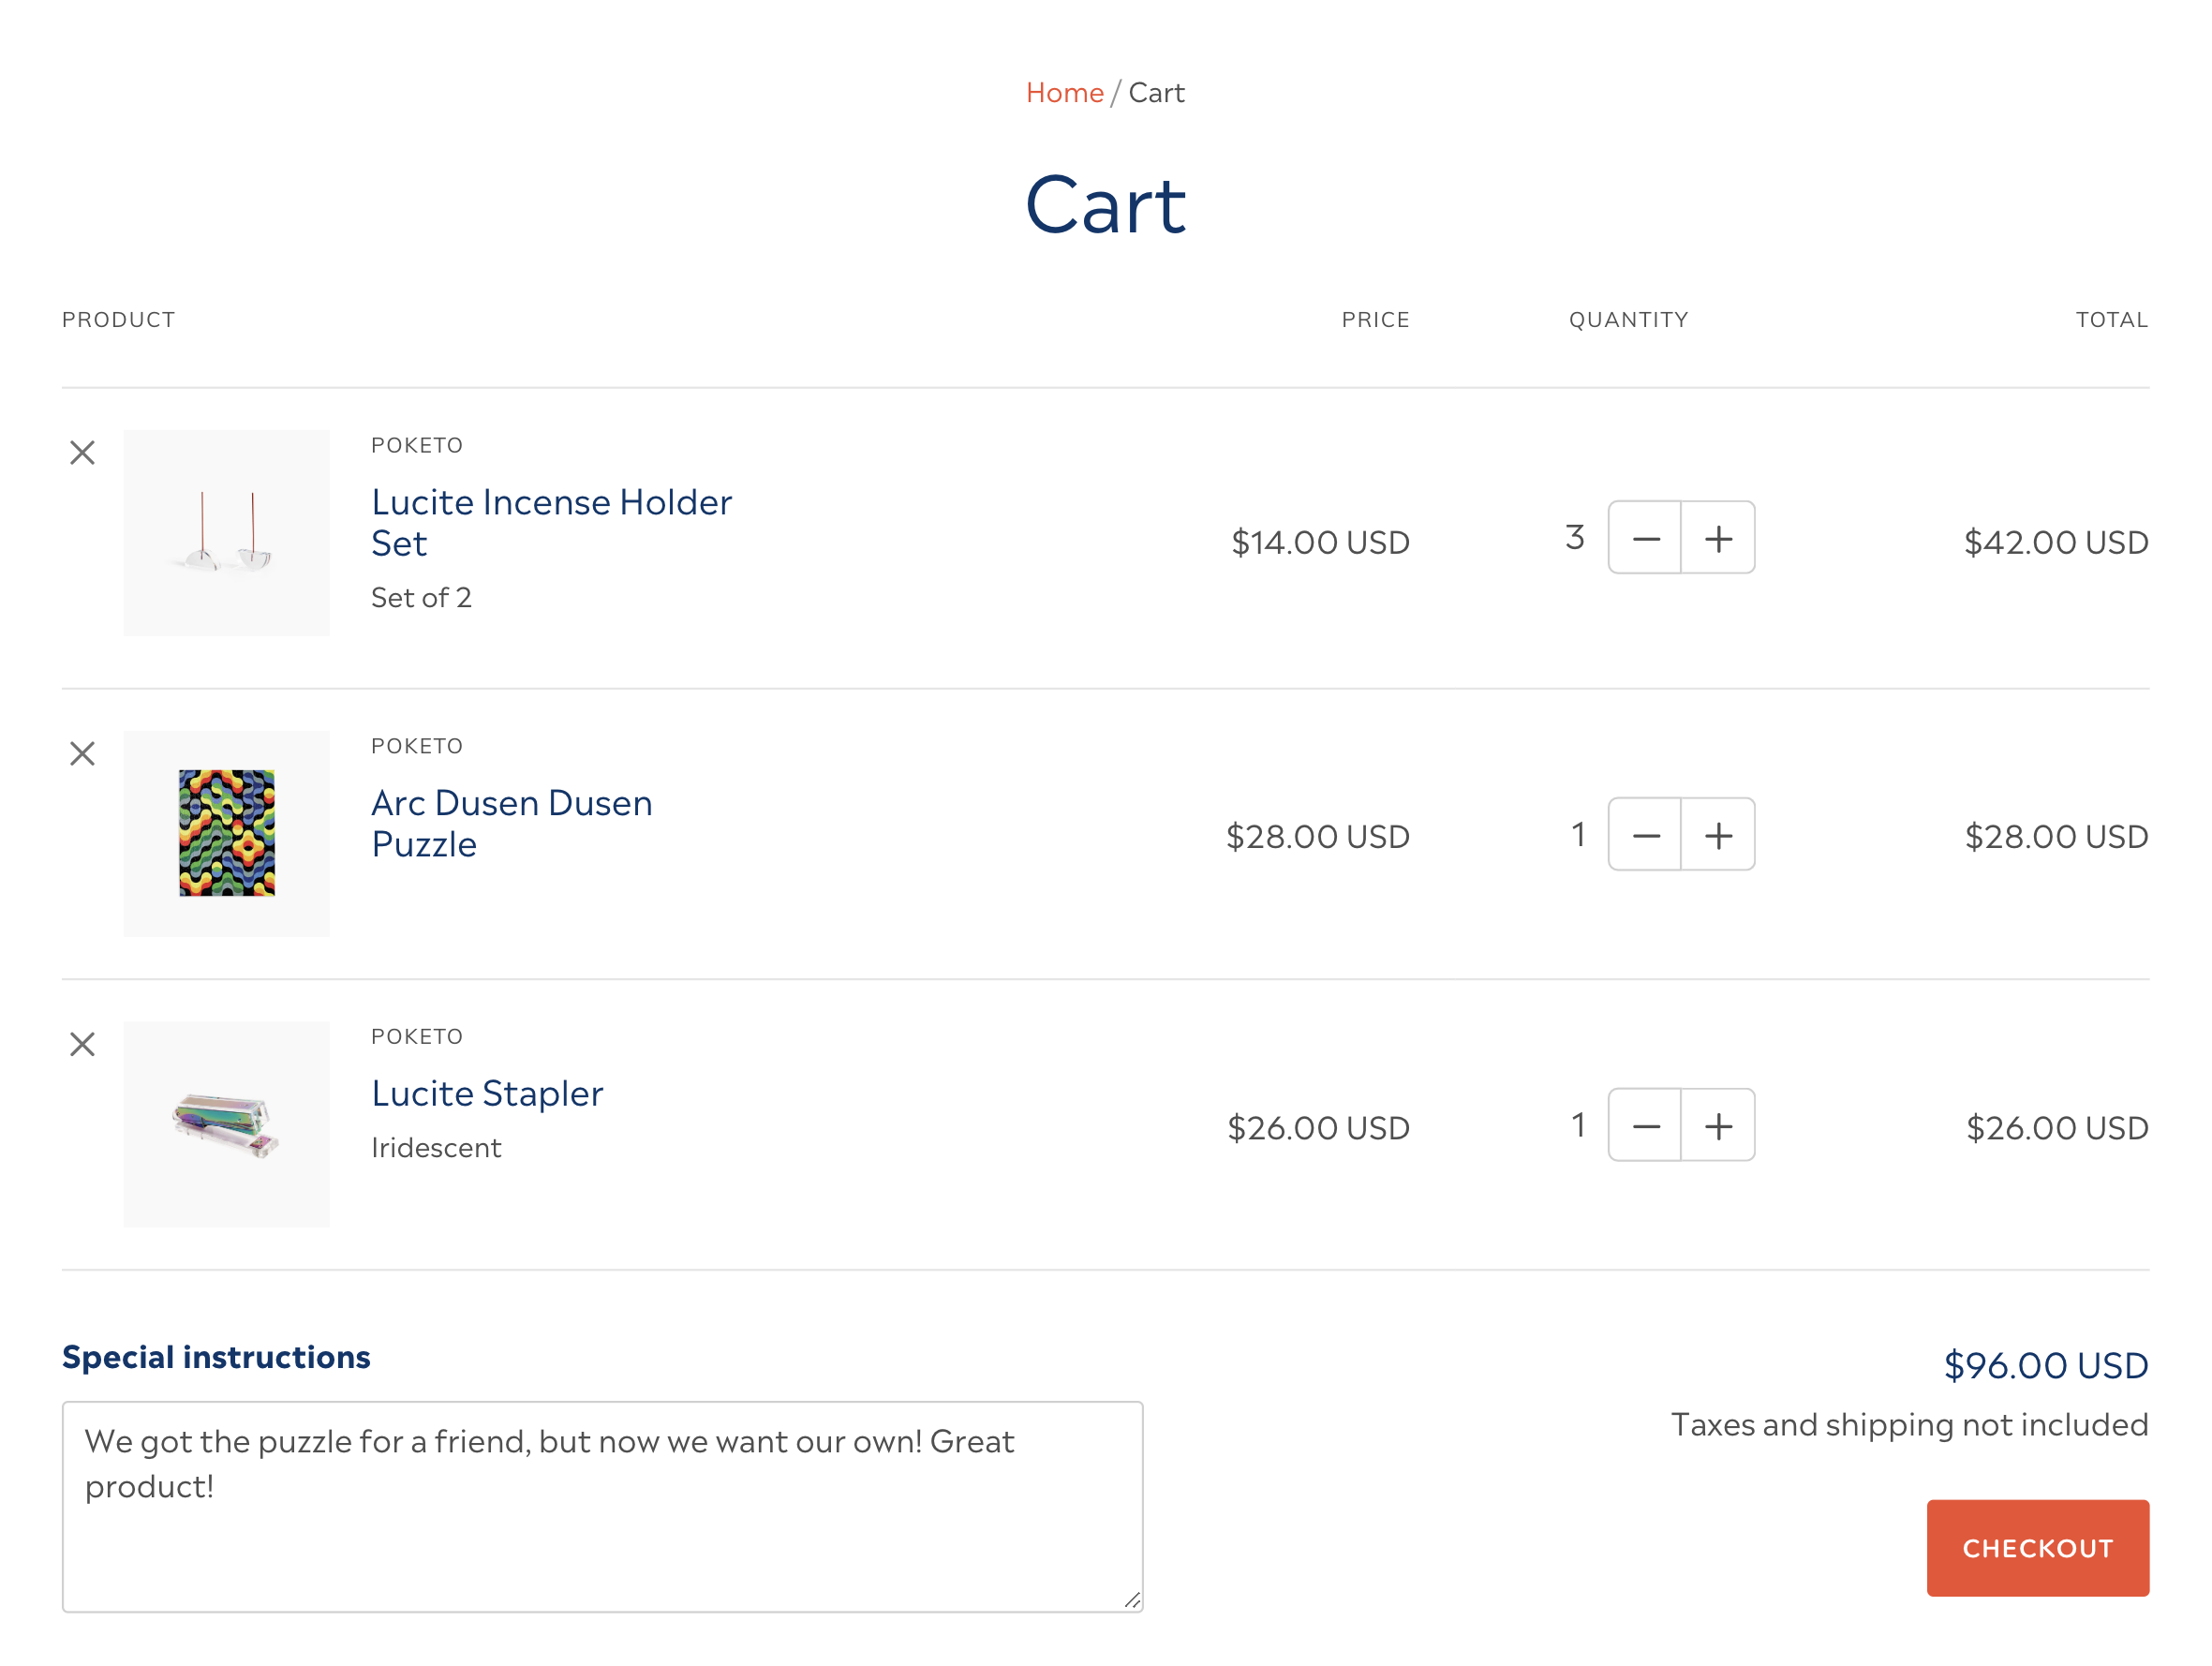 Home / Cart
Cart
PRODUCT PRICE QUANTITY TOTAL
POKETO
Lucite Incense Holder
Set
Set of 2
$14.00 USD 3 $42.00 USD
POKETO
Arc Dusen Dusen
Puzzle
$28.00 USD 1 $28.00 USD
POKETO
Lucite Stapler
Iridescent
$26.00 USD 1 $26.00 USD
Special instructions
We got the puzzle for a friend, but now we want our own! Great
product!
$96.00 USD
Taxes and shipping not included
CHECKOUT